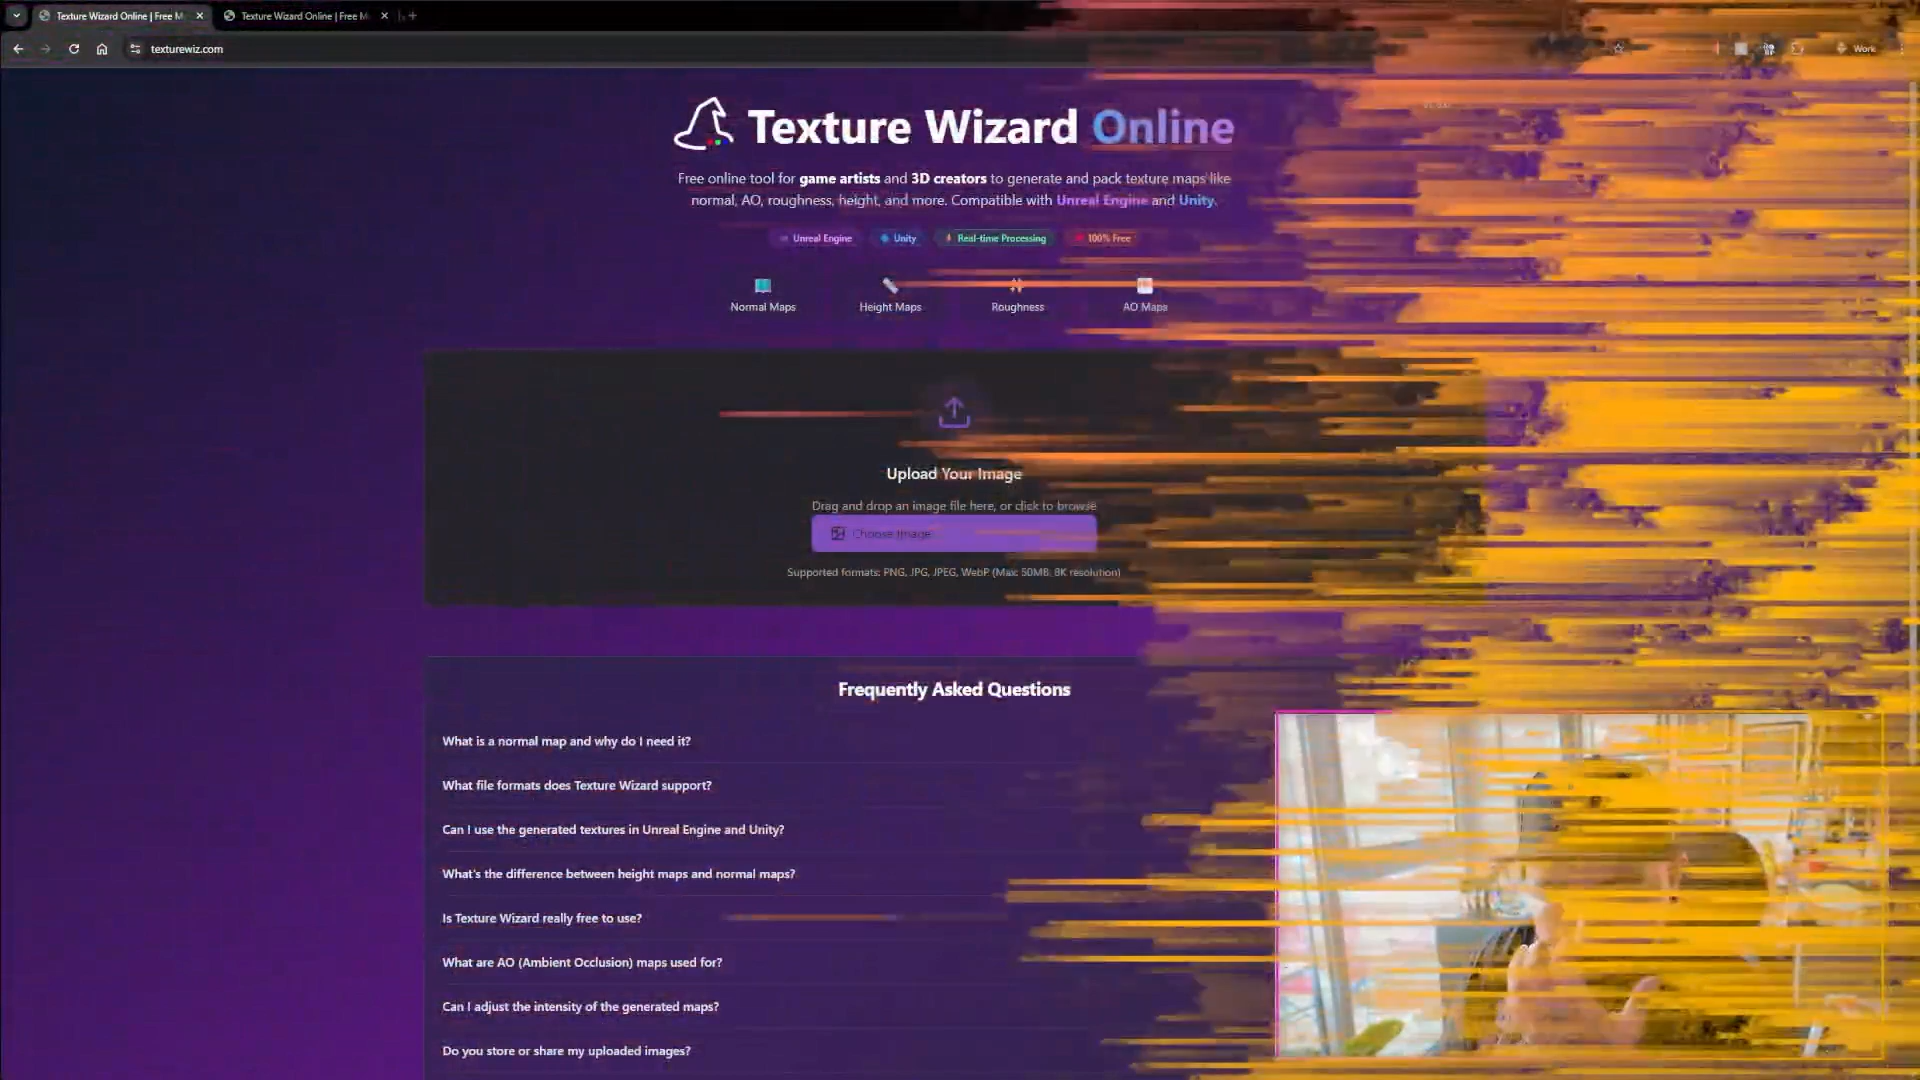 Texture Wizard Online | Free M
Texture Wizard Online | Free M
texturewiz.com
Work
Texture Wizard Online
Free online tool for game artists and 3D creators to generate and pack texture maps like
normal, AO, roughness, height, and more. Compatible with Unreal Engine and Unity.
Unreal Engine Unity Real-time Processing 100% Free
Normal Maps Height Maps Roughness AO Maps
Upload Your Image
Drag and drop an image file here, or click to browse
Choose Image
Supported formats: PNG, JPG, JPEG, WebP (Max: 50MB, 8K resolution)
Frequently Asked Questions
What is a normal map and why do I need it?
What file formats does Texture Wizard support?
Can I use the generated textures in Unreal Engine and Unity?
What's the difference between height maps and normal maps?
Is Texture Wizard really free to use?
What are AO (Ambient Occlusion) maps used for?
Can I adjust the intensity of the generated maps?
Do you store or share my uploaded images?